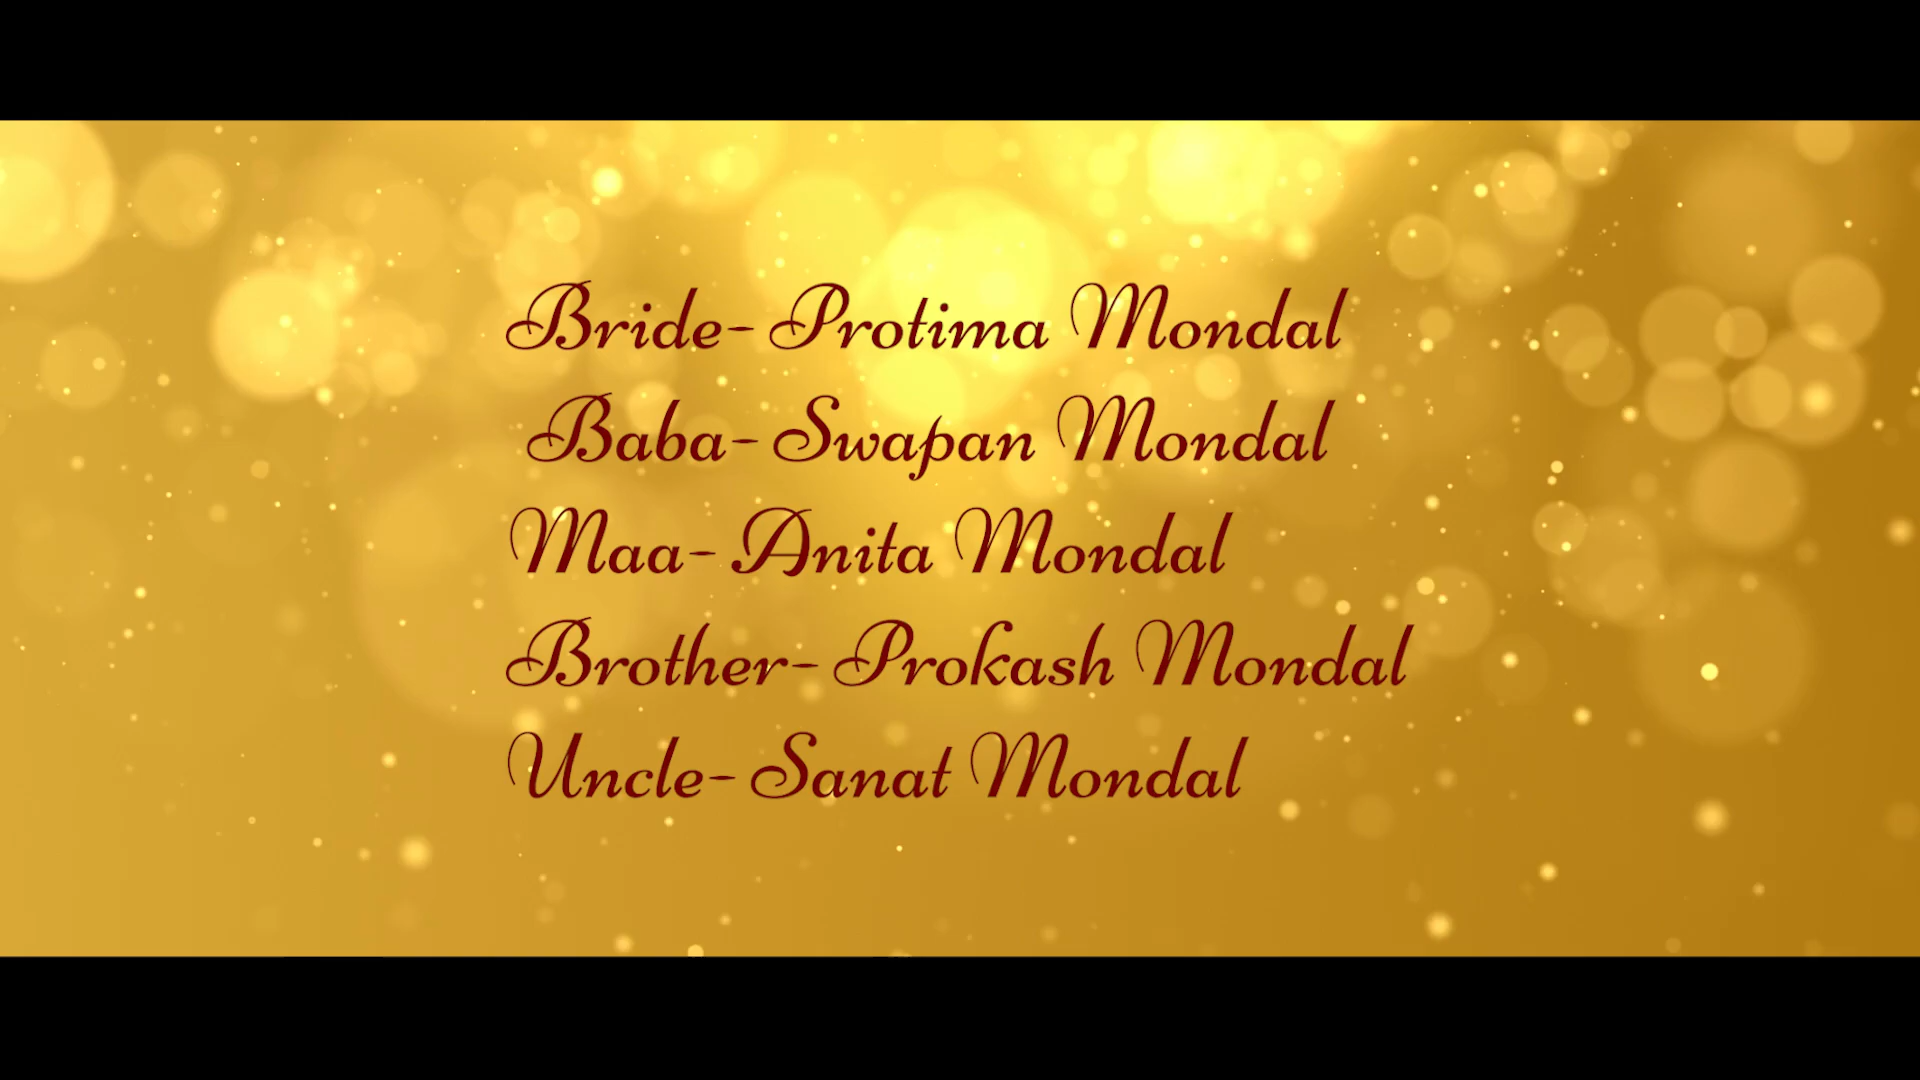 Bride-Protima Mondal
Baba-Swapan Mondal
Maa-Anita Mondal
Brother-Prokash Mondal
Uncle-Sanat Mondal